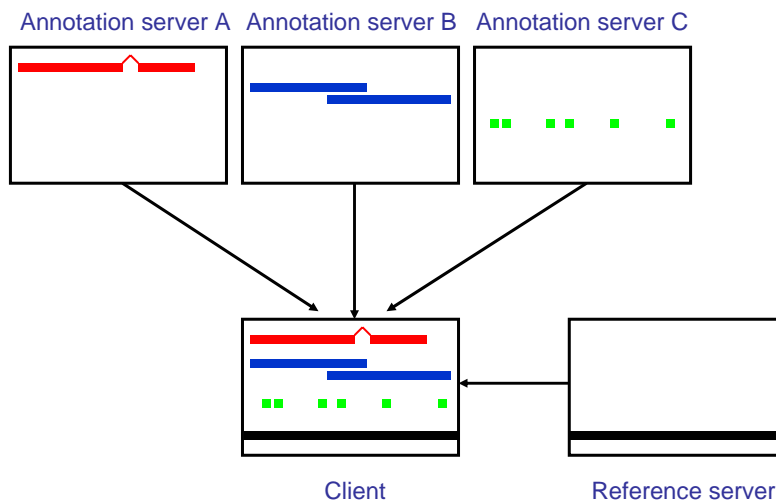 Annotation server A
Annotation server B
Annotation server C
Client
Reference server